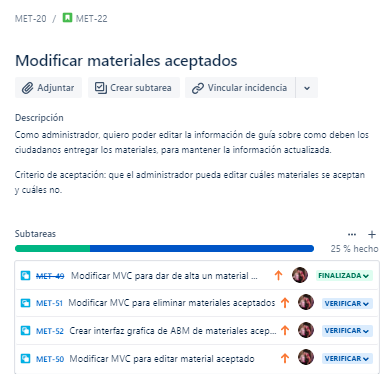 MET-20 / MET-22
Modificar materiales aceptados
Adjuntar Crear subtarea Vincular incidencia
Descripción
Como administrador, quiero poder editar la información de guía sobre como deben los
ciudadanos entregar los materiales, para mantener la información actualizada.
Criterio de aceptación: que el administrador pueda editar cuáles materiales se aceptan
y cuáles no.
Subtareas
25 % hecho
MET-49 Modificar MVC para dar de alta un material ... FINALIZADA
MET-51 Modificar MVC para eliminar materiales aceptados VERIFICAR
MET-52 Crear interfaz grafica de ABM de materiales acep... VERIFICAR
MET-50 Modificar MVC para editar material aceptado VERIFICAR